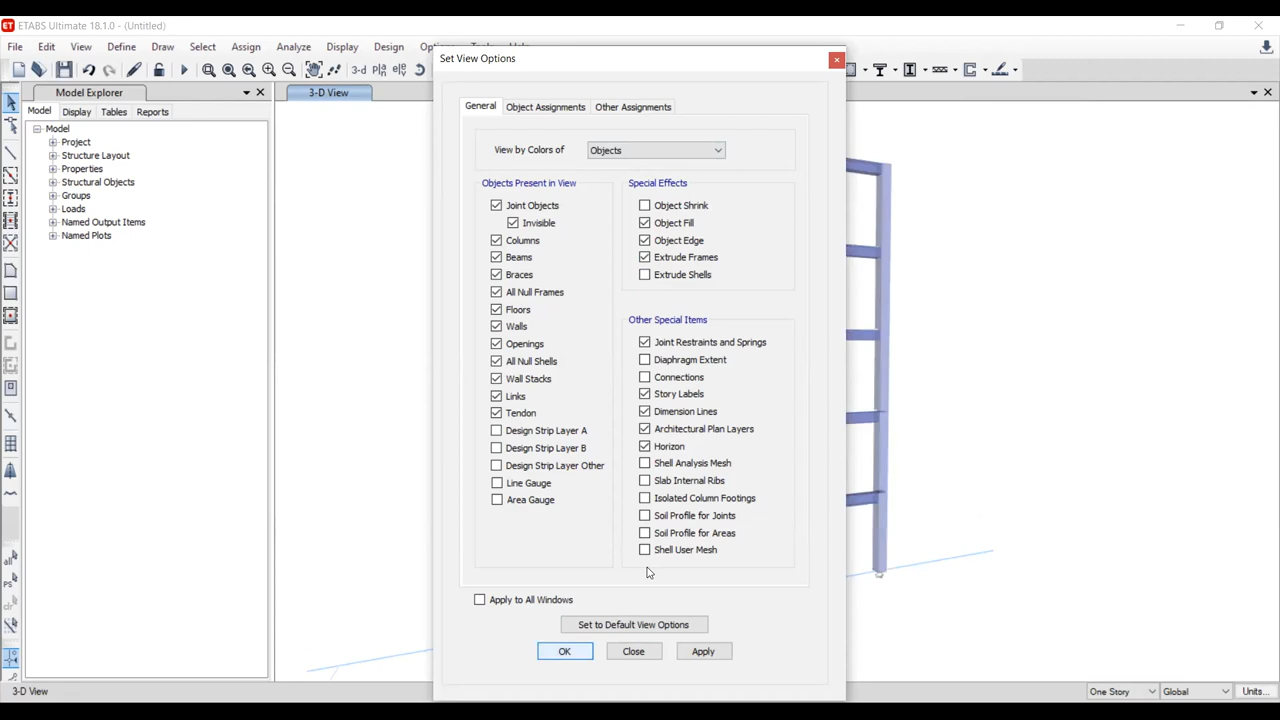 ETABS Ultimate 18.1.0 - (Untitled)
File Edit View Define Draw Select Assign Analyze Display Design
3-d
Model Explorer
3-D View
Set View Options
Model Display Tables Reports
Model
Project
Structure Layout
Properties
Structural Objects
Groups
Loads
Named Output Items
Named Plots
General Object Assignments Other Assignments
View by Colors of Objects
Objects Present in View
Joint Objects
Invisible
Columns
Beams
Braces
All Null Frames
Floors
Walls
Openings
All Null Shells
Wall Stacks
Links
Tendon
Design Strip Layer A
Design Strip Layer B
Design Strip Layer Other
Line Gauge
Area Gauge
Special Effects
Object Shrink
Object Fill
Object Edge
Extrude Frames
Extrude Shells
Other Special Items
Joint Restraints and Springs
Diaphragm Extent
Connections
Story Labels
Dimension Lines
Architectural Plan Layers
Horizon
Shell Analysis Mesh
Slab Internal Ribs
Isolated Column Footings
Soil Profile for Joints
Soil Profile for Areas
Shell User Mesh
Apply to All Windows
Set to Default View Options
OK Close Apply
all
PS
clr
3-D View
One Story Global Units...